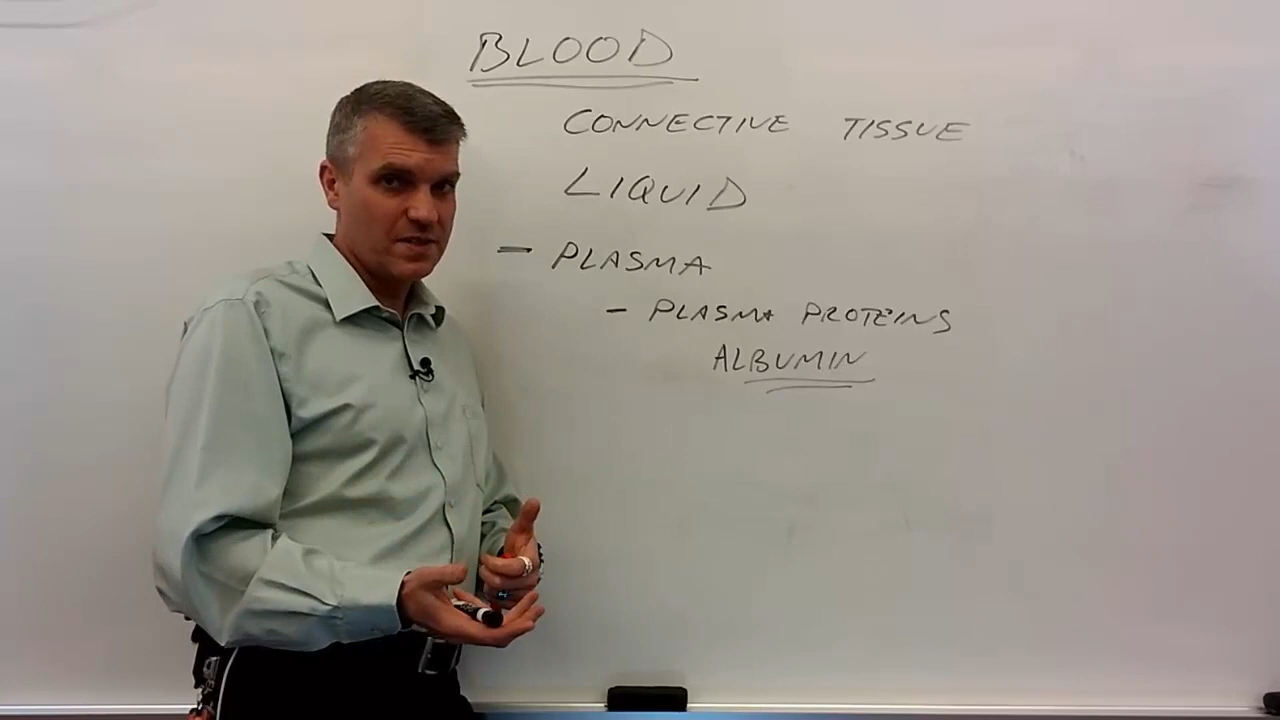 BLOOD
CONNECTIVE TISSUE
LIQUID
- PLASMA
- PLASMA PROTEINS
ALBUMIN